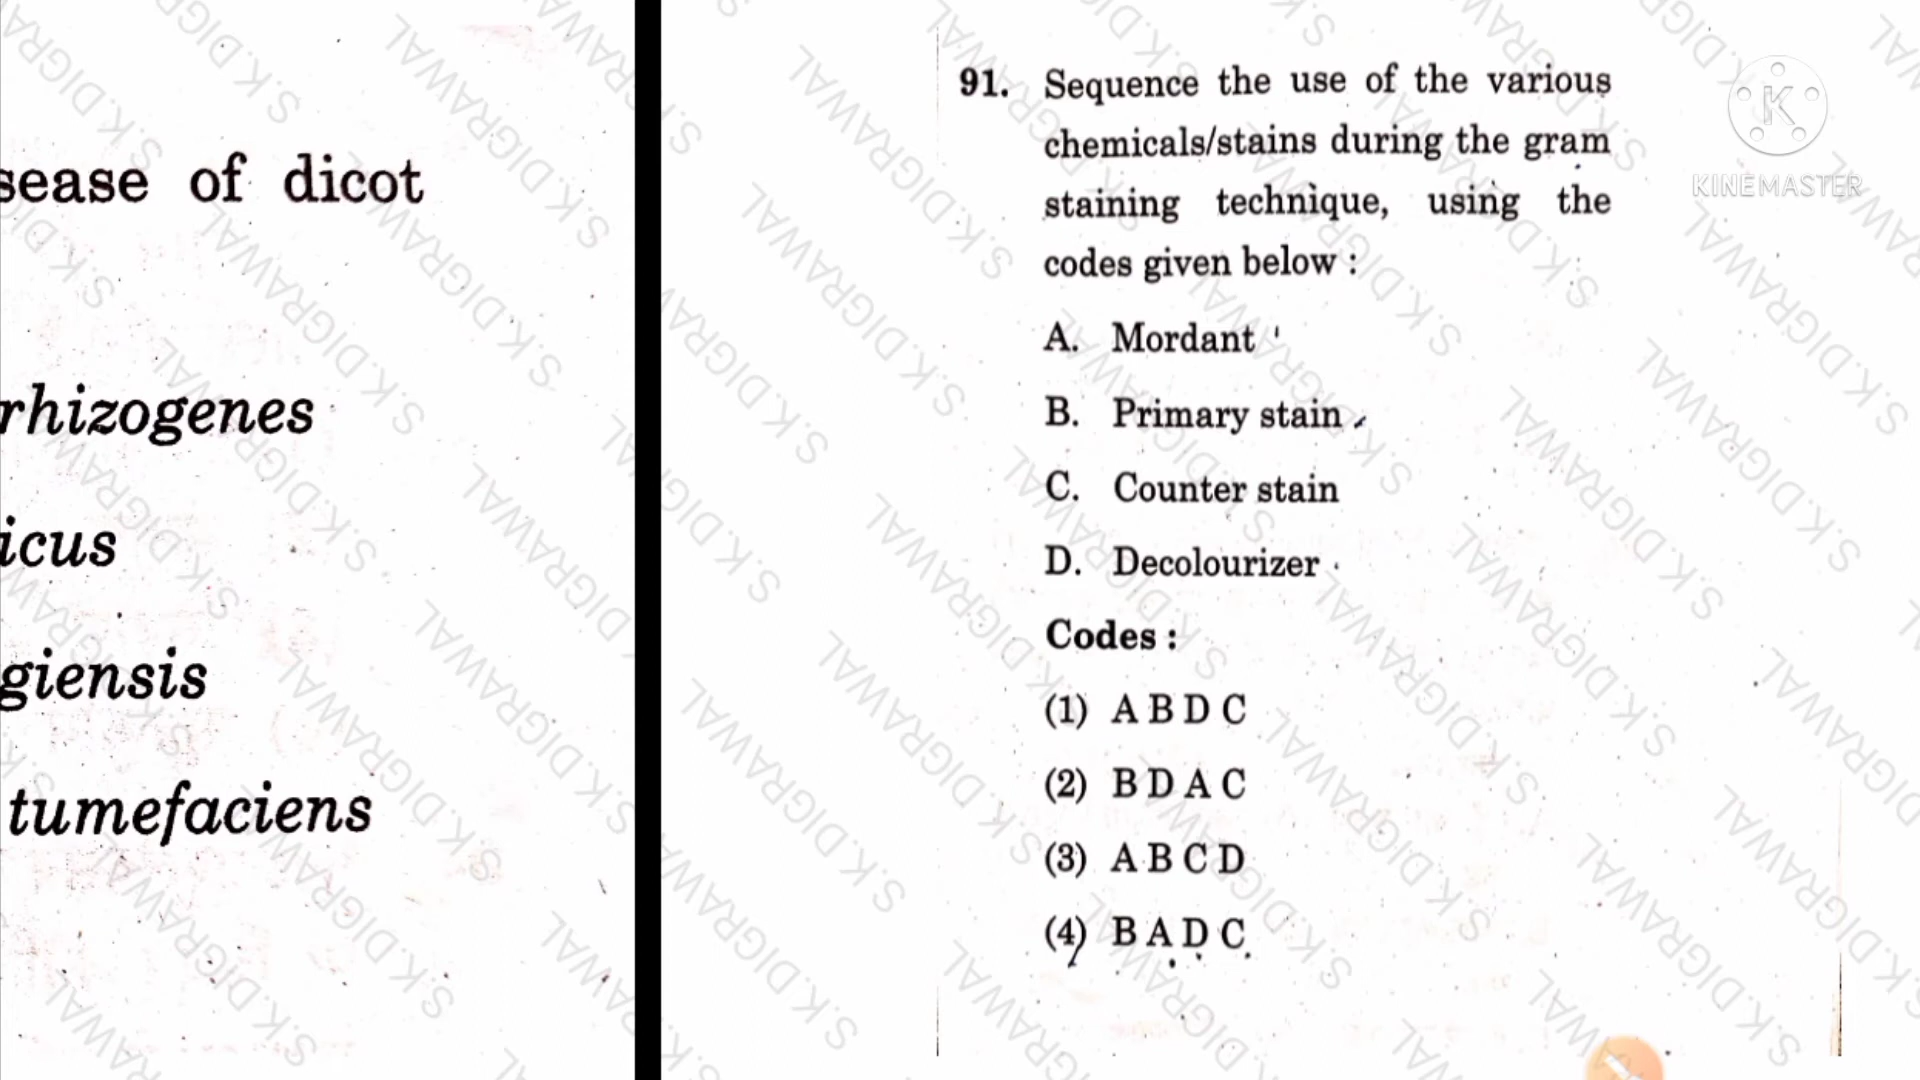 sease of dicot
rhizogenes
icus
giensis
tumefaciens
91. Sequence the use of the various
chemicals/stains during the gram
staining technique, using the
codes given below :
A. Mordant
B. Primary stain
C. Counter stain
D. Decolourizer
Codes :
(1) A B D C
(2) B D A C
(3) A B C D
(4) B A D C
K
KINEMASTER
S.K.DIGRAWAL